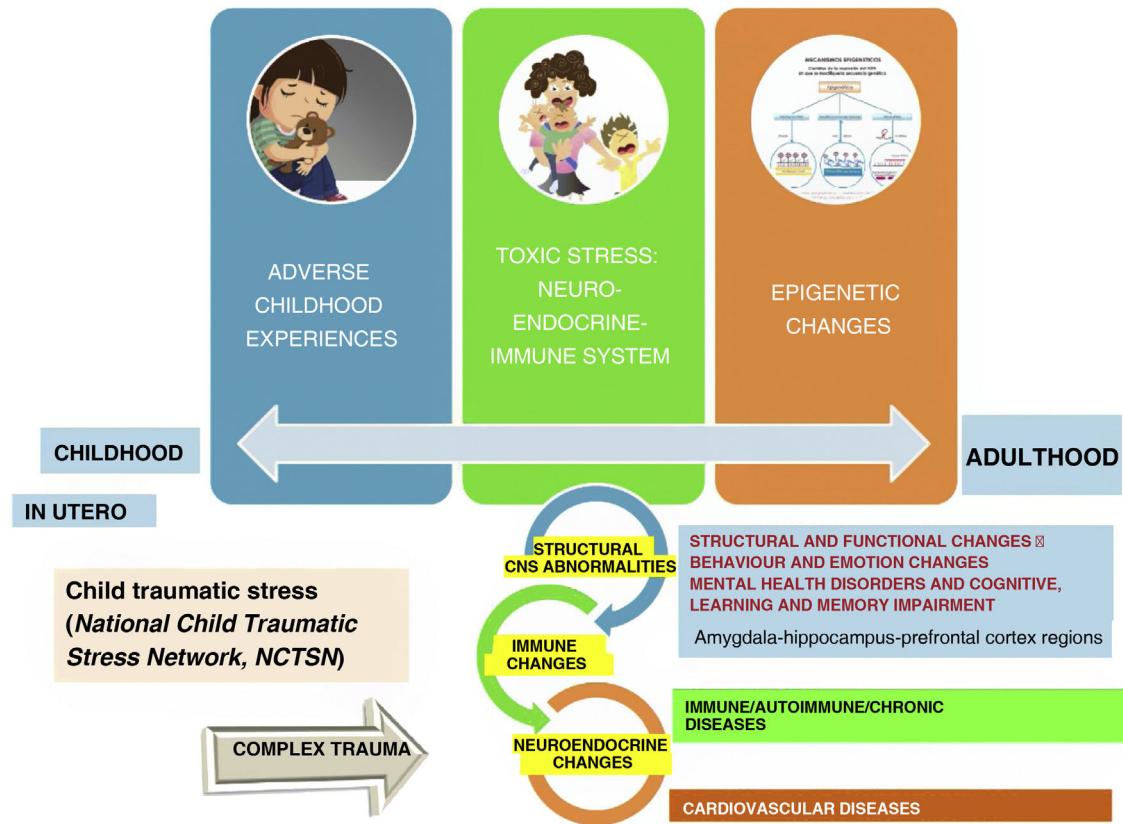 MECANISMOS EPIGENETICOS
ADVERSE
CHILDHOOD
EXPERIENCES
TOXIC STRESS:
NEURO-
ENDOCRINE-
IMMUNE SYSTEM
EPIGENETIC
CHANGES
CHILDHOOD
ADULTHOOD
IN UTERO
STRUCTURAL
CNS ABNORMALITIES
STRUCTURAL AND FUNCTIONAL CHANGES
BEHAVIOUR AND EMOTION CHANGES
MENTAL HEALTH DISORDERS AND COGNITIVE,
LEARNING AND MEMORY IMPAIRMENT
Amygdala-hippocampus-prefrontal cortex regions
Child traumatic stress
(National Child Traumatic
Stress Network, NCTSN)
IMMUNE
CHANGES
IMMUNE/AUTOIMMUNE/CHRONIC
DISEASES
COMPLEX TRAUMA
NEUROENDOCRINE
CHANGES
CARDIOVASCULAR DISEASES